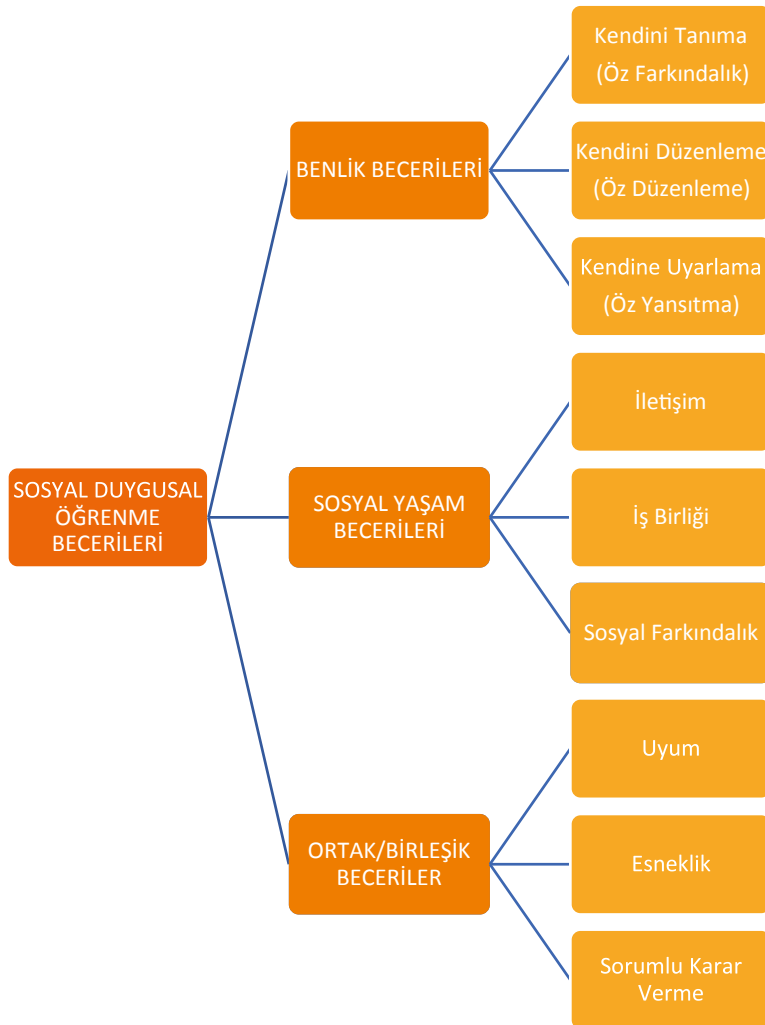 SOSYAL DUYGUSAL
ÖĞRENME
BECERİLERİ
BENLİK BECERİLERİ
Kendini Tanıma
(Öz Farkındalık)
Kendini Düzenleme
(Öz Düzenleme)
Kendine Uyarlama
(Öz Yansıtma)
SOSYAL YAŞAM
BECERİLERİ
İletişim
İş Birliği
Sosyal Farkındalık
ORTAK/BİRLEŞİK
BECERİLER
Uyum
Esneklik
Sorumlu Karar
Verme